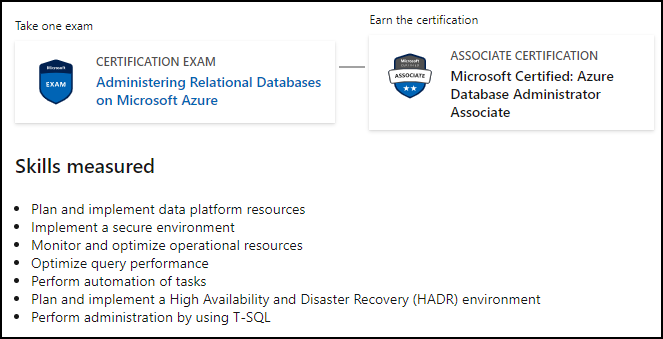 Take one exam
Microsoft
EXAM
CERTIFICATION EXAM
Administering Relational Databases
on Microsoft Azure
Earn the certification
Microsoft
ASSOCIATE
ASSOCIATE CERTIFICATION
Microsoft Certified: Azure
Database Administrator
Associate
Skills measured
• Plan and implement data platform resources
• Implement a secure environment
• Monitor and optimize operational resources
• Optimize query performance
• Perform automation of tasks
• Plan and implement a High Availability and Disaster Recovery (HADR) environment
• Perform administration by using T-SQL